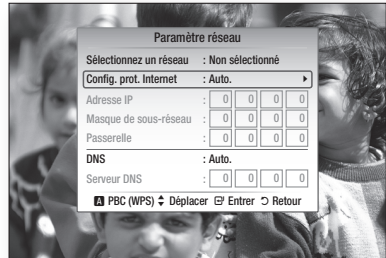 Paramètre réseau
Sélectionnez un réseau : Non sélectionné
Config. prot. Internet : Auto.
Adresse IP : 0 0 0 0
Masque de sous-réseau : 0 0 0 0
Passerelle : 0 0 0 0
DNS : Auto.
Serveur DNS : 0 0 0 0
A PBC (WPS) Déplacer Entrer Retour